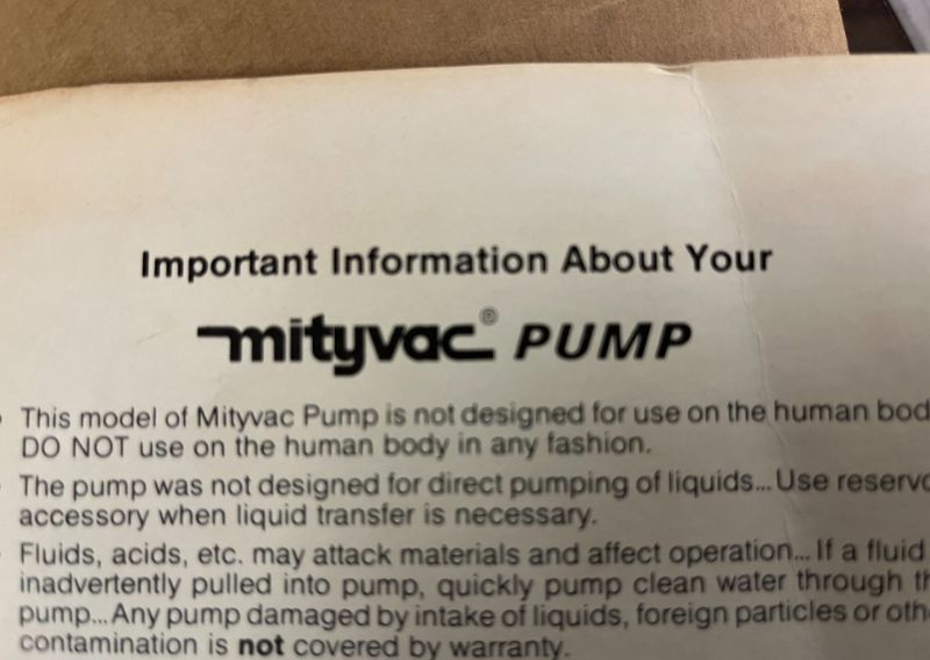 Important Information About Your
mityvac® PUMP
This model of Mityvac Pump is not designed for use on the human
DO NOT use on the human body in any fashion.
The pump was not designed for direct pumping of liquids... Use
accessory when liquid transfer is necessary.
Fluids, acids, etc. may attack materials and affect operation... If a fluid
inadvertently pulled into pump, quickly pump clean water through
pump... Any pump damaged by intake of liquids, foreign particles or
contamination is not covered by warranty.